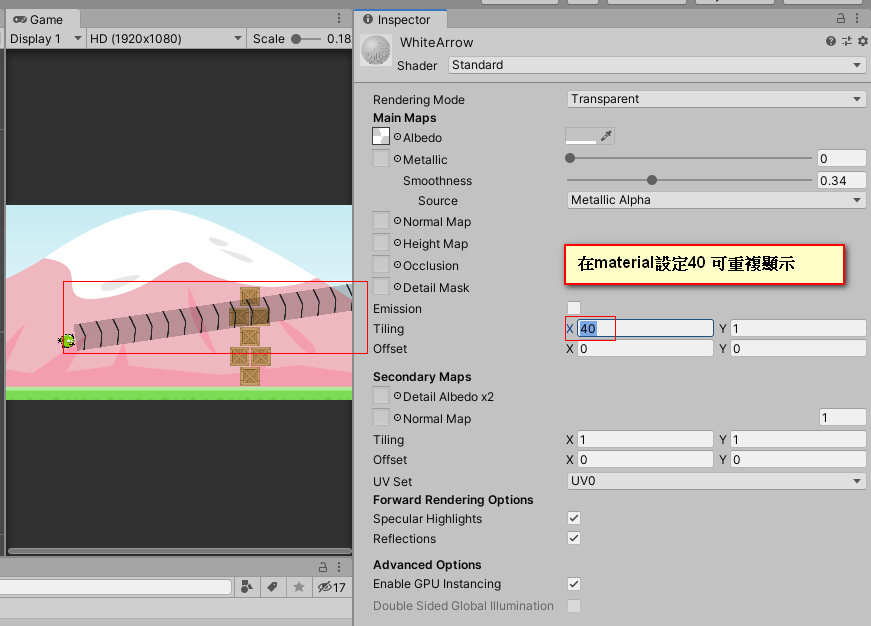 Game
Display 1
HD (1920x1080)
Scale
0.18
17
Inspector
WhiteArrow
Shader
Standard
Rendering Mode
Transparent
Main Maps
Albedo
Metallic
0
Smoothness
0.34
Source
Metallic Alpha
Normal Map
Height Map
Occlusion
Detail Mask
在material設定40 可重複顯示
Emission
Tiling
X 40
Y 1
Offset
X 0
Y 0
Secondary Maps
Detail Albedo x2
Normal Map
1
Tiling
X 1
Y 1
Offset
X 0
Y 0
UV Set
UV0
Forward Rendering Options
Specular Highlights
Reflections
Advanced Options
Enable GPU Instancing
Double Sided Global Illumination